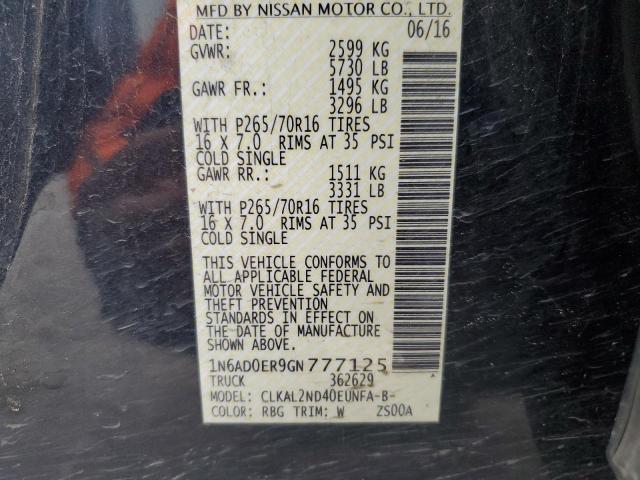 MFD BY NISSAN MOTOR CO., LTD.
DATE: 06/16
GVWR: 2599 KG
5730 LB
GAWR FR.: 1495 KG
3296 LB
WITH P265/70R16 TIRES
16 X 7.0 RIMS AT 35 PSI
COLD SINGLE
GAWR RR.: 1511 KG
3331 LB
WITH P265/70R16 TIRES
16 X 7.0 RIMS AT 35 PSI
COLD SINGLE
THIS VEHICLE CONFORMS TO
ALL APPLICABLE FEDERAL
MOTOR VEHICLE SAFETY AND
THEFT PREVENTION
STANDARDS IN EFFECT ON
THE DATE OF MANUFACTURE
SHOWN ABOVE.
1N6AD0ER9GN777125
TRUCK 362629 A
MODEL: CLKAL2ND40EUNFA-B-
COLOR: RBG TRIM: W ZS00A